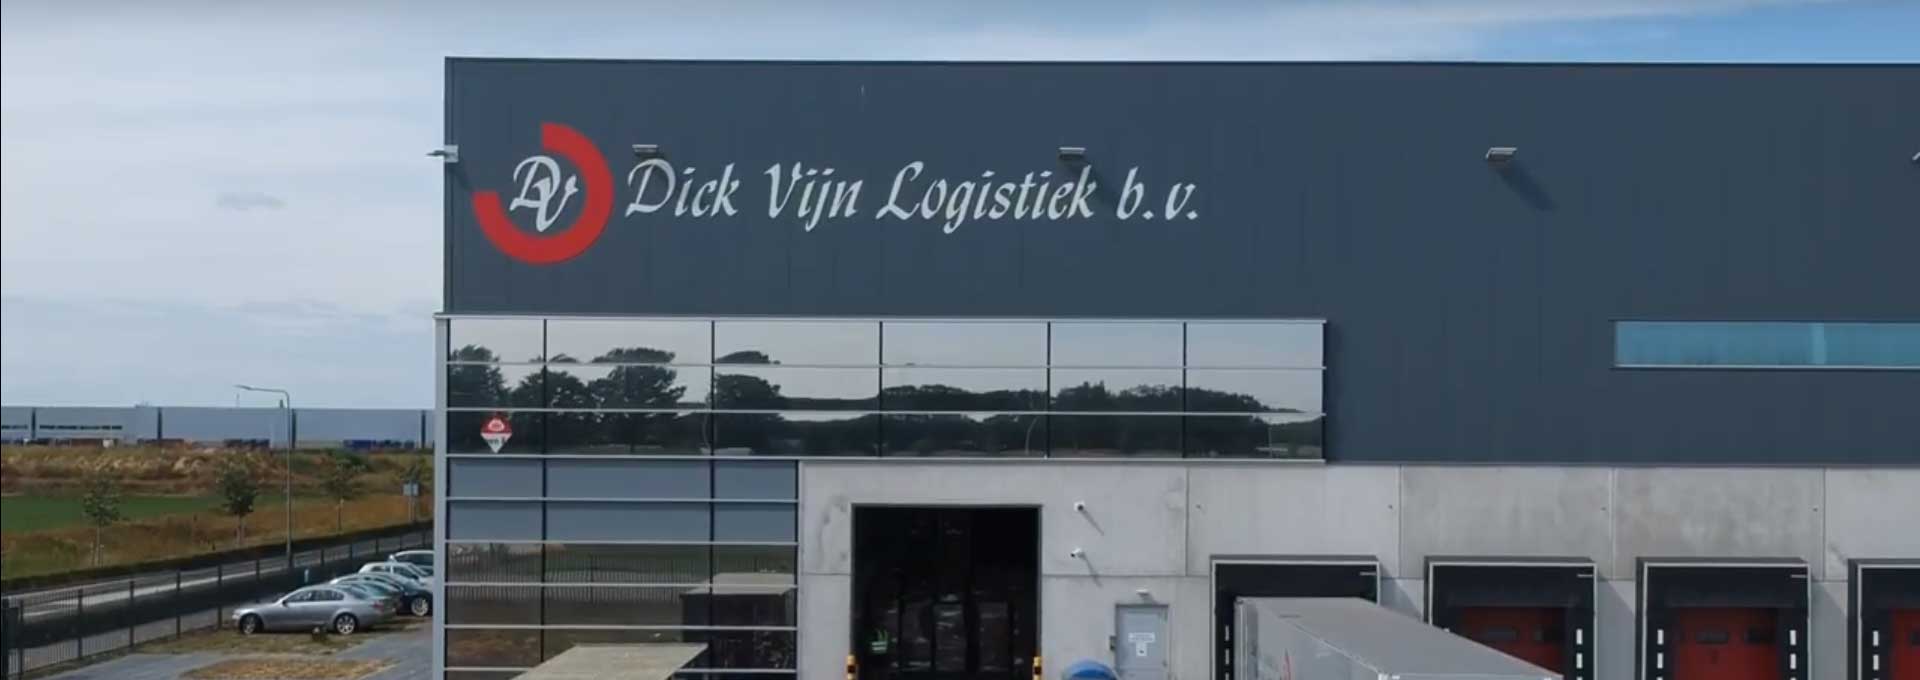 DV
Dick Vijn Logistiek b.v.